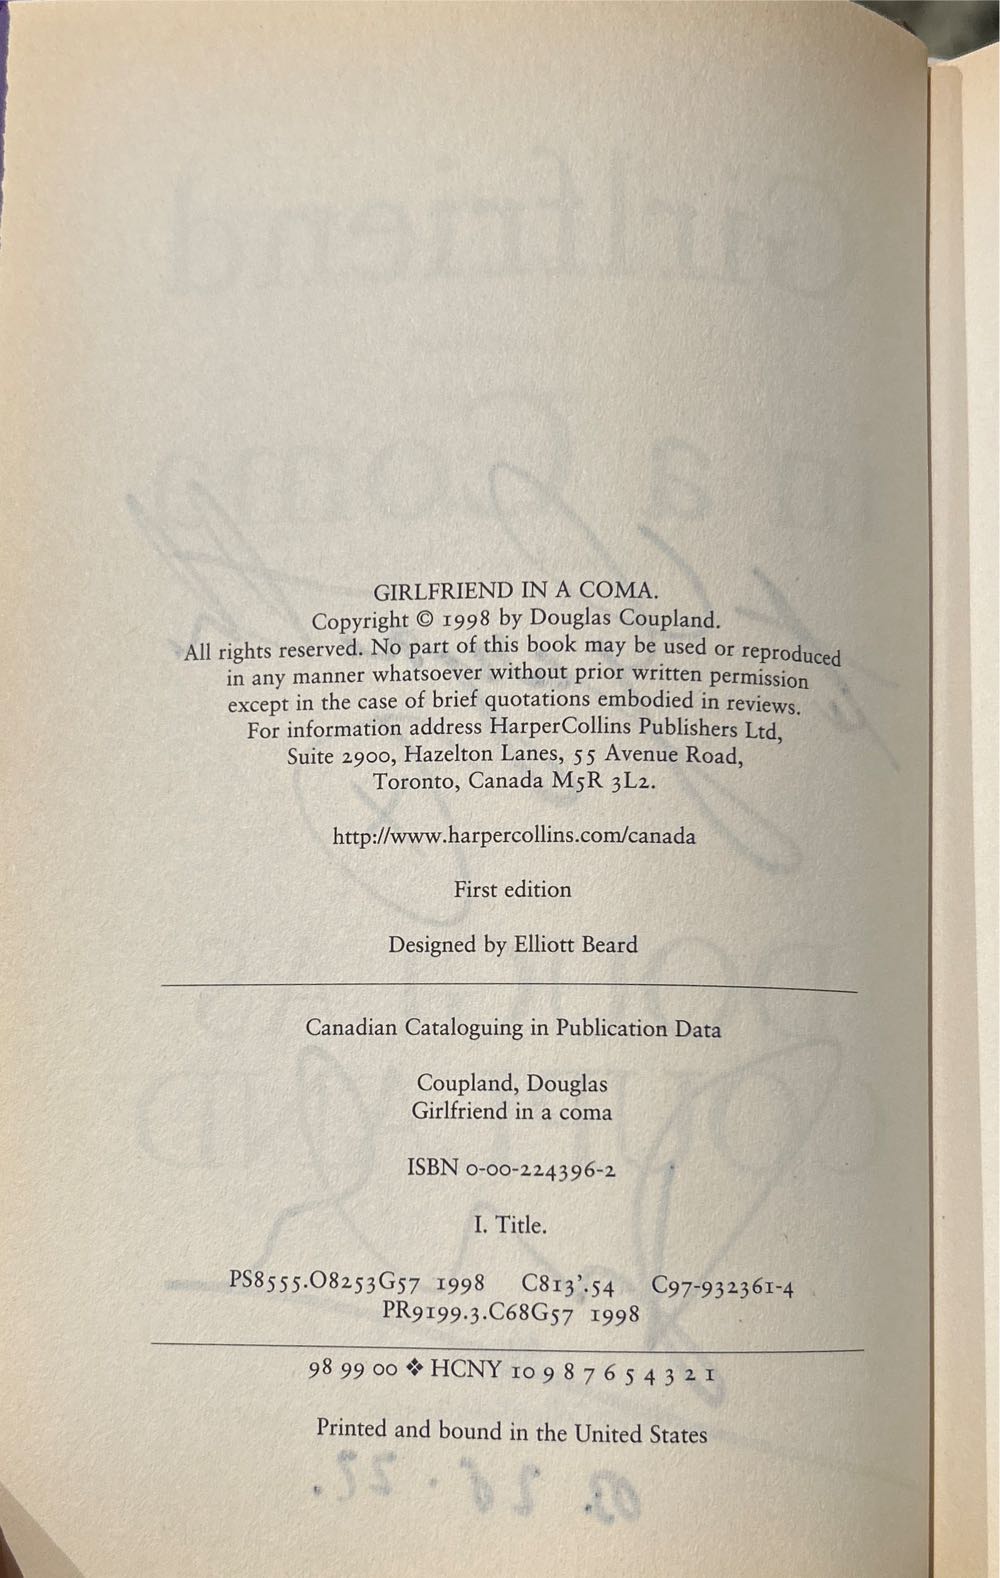 GIRLFRIEND IN A COMA.
Copyright © 1998 by Douglas Coupland.
All rights reserved. No part of this book may be used or reproduced
in any manner whatsoever without prior written permission
except in the case of brief quotations embodied in reviews.
For information address HarperCollins Publishers Ltd,
Suite 2900, Hazelton Lanes, 55 Avenue Road,
Toronto, Canada M5R 3L2.
http://www.harpercollins.com/canada
First edition
Designed by Elliott Beard
Canadian Cataloguing in Publication Data
Coupland, Douglas
Girlfriend in a coma
ISBN 0-00-224396-2
I. Title.
PS8555.O8253G57 1998 C813'.54 C97-932361-4
PR9199.3.C68G57 1998
98 99 00 ❖ HCNY 10 9 8 7 6 5 4 3 2 1
Printed and bound in the United States